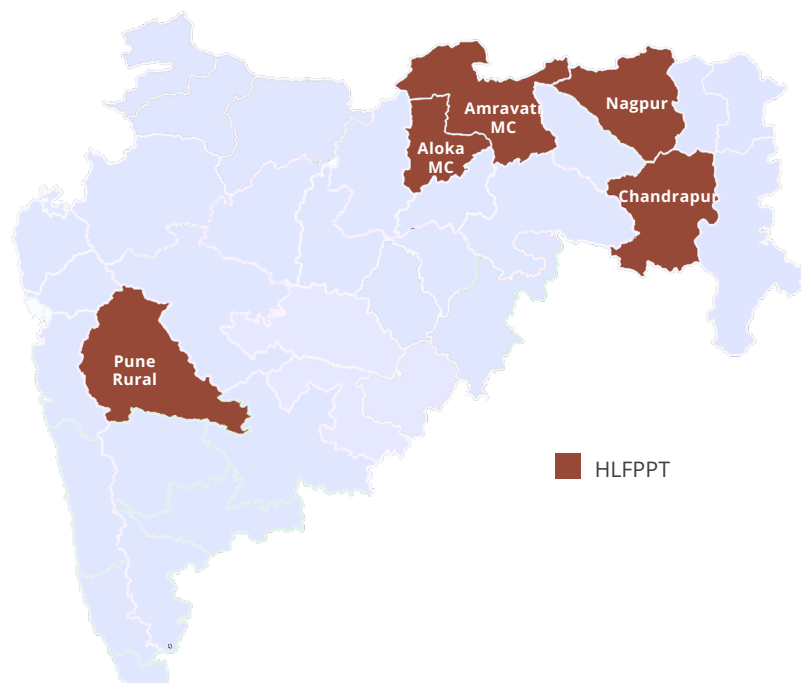 Amravati
MC
Nagpur
Aloka
MC
Chandrapur
Pune
Rural
HLFPPT